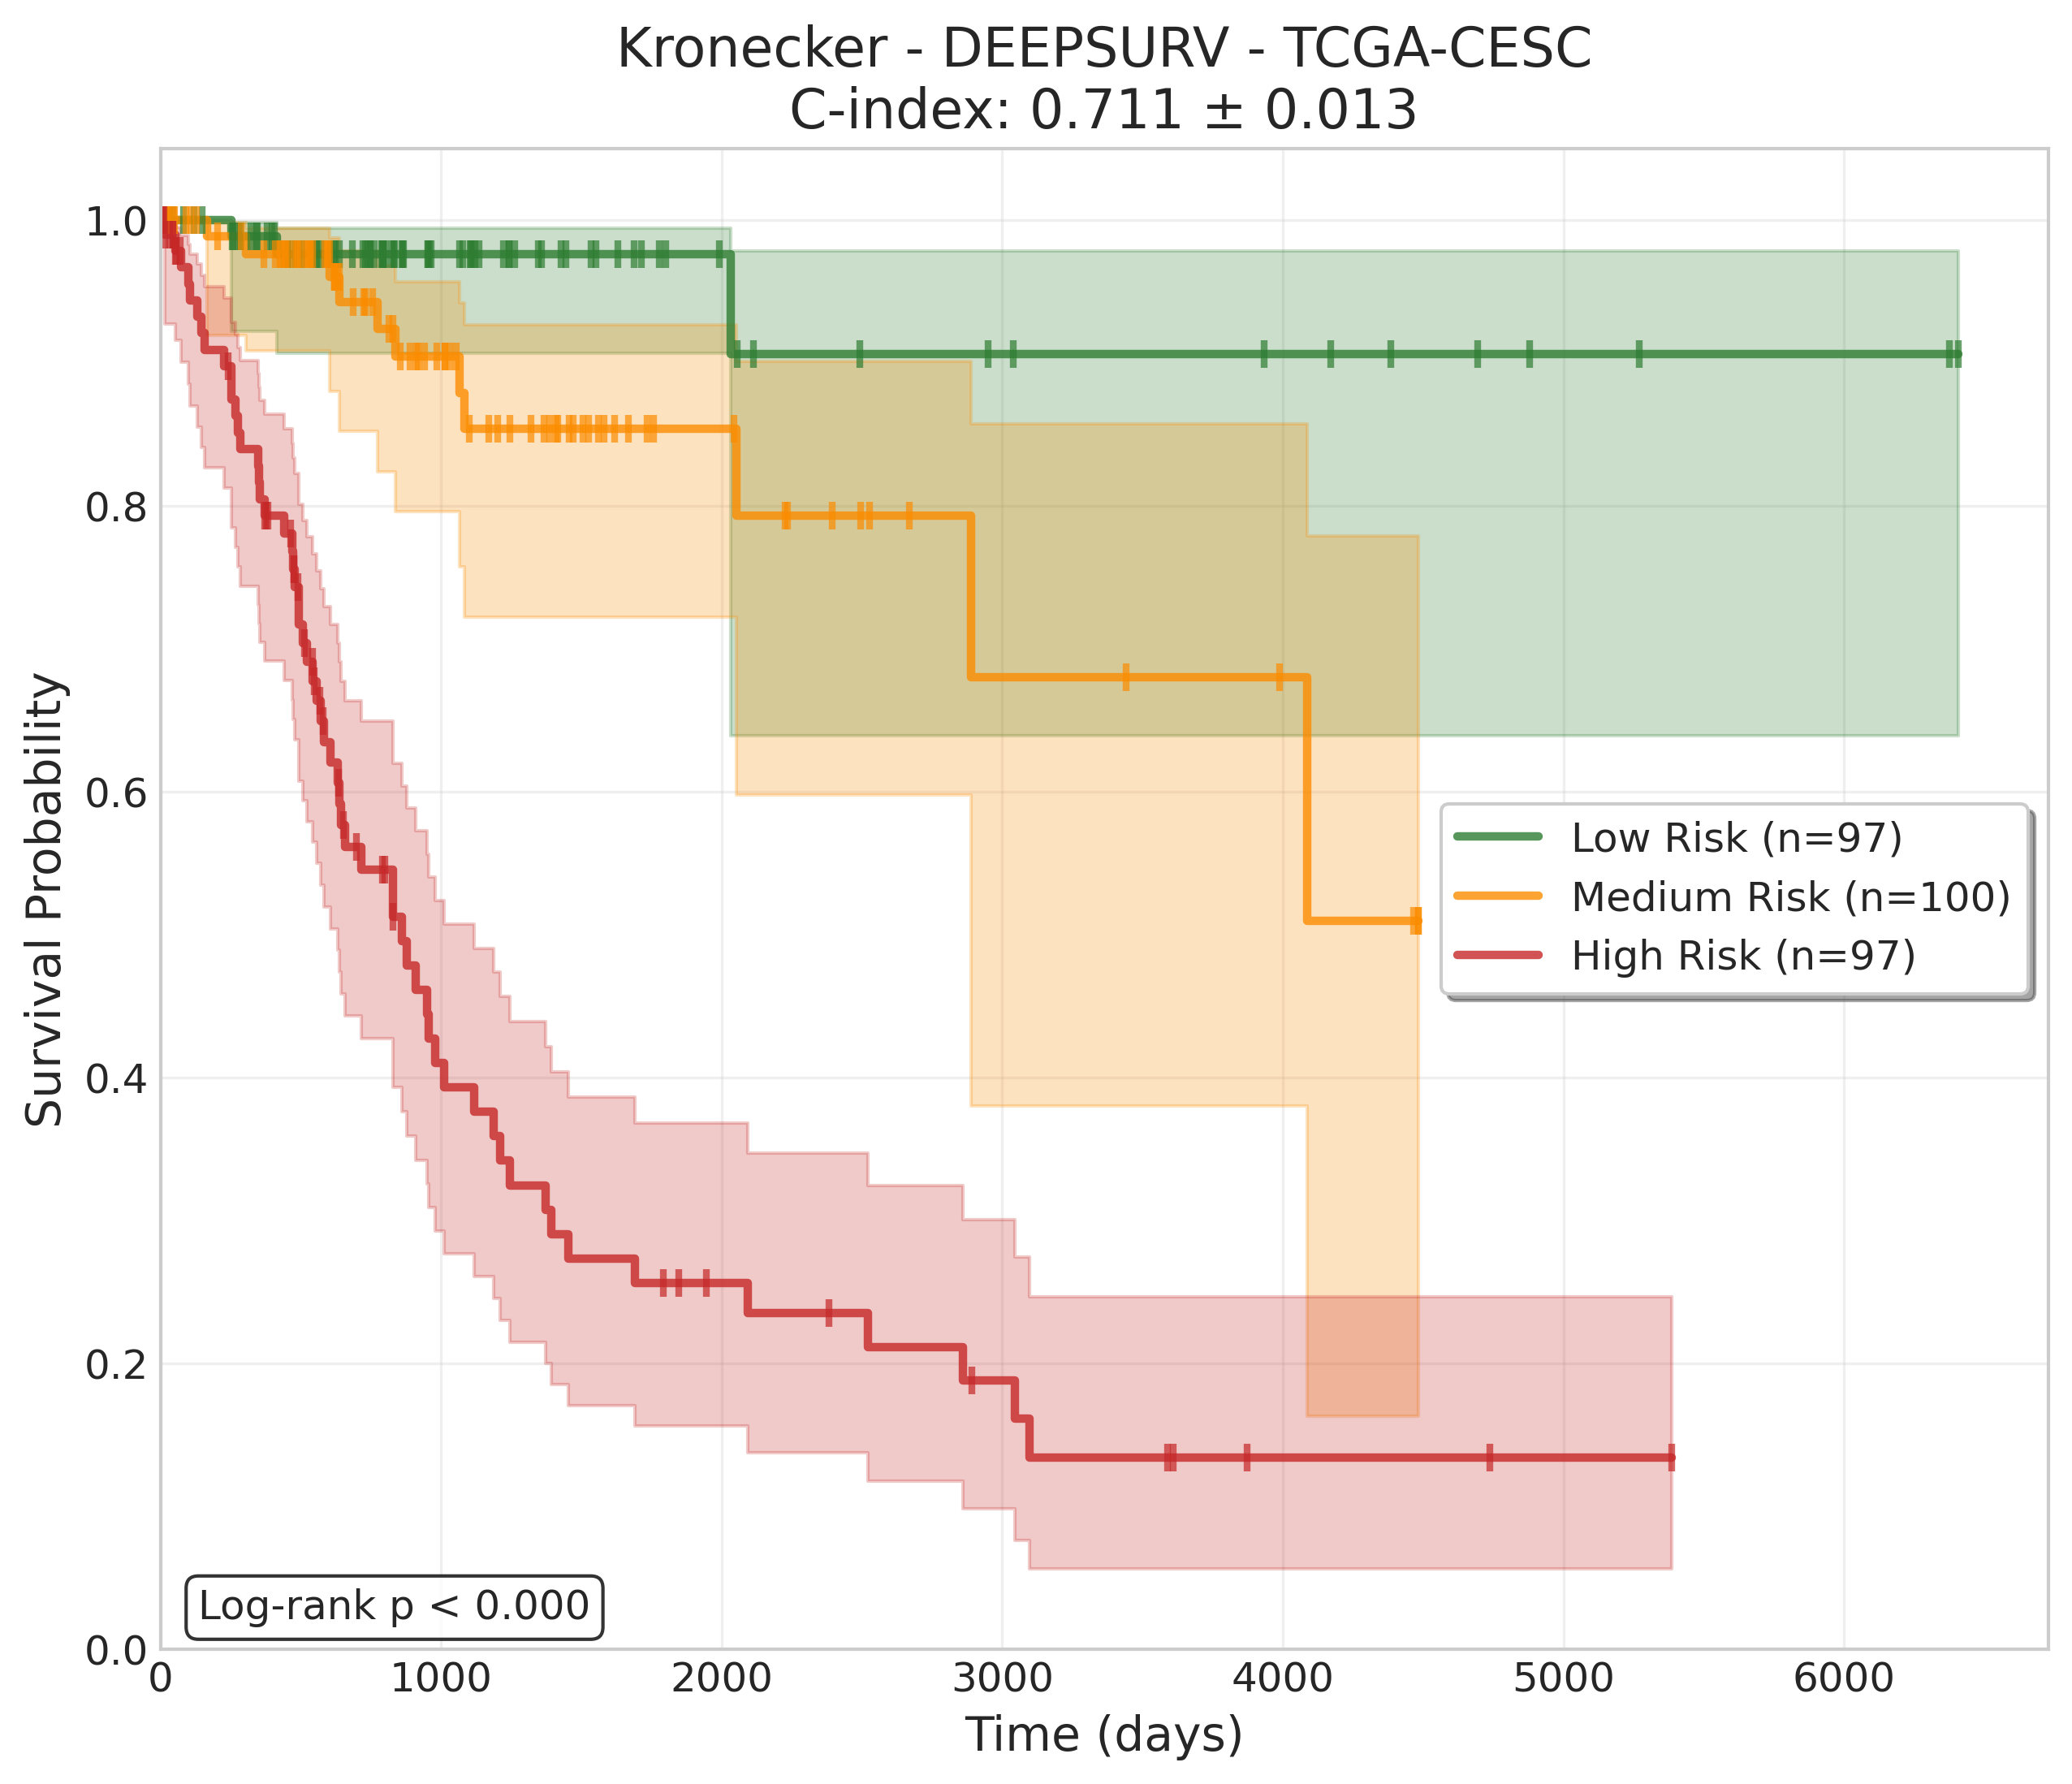 Kronecker - DEEPSURV - TCGA-CESC
C-index: 0.711 ± 0.013
Survival Probability
1.0
0.8
0.6
0.4
0.2
0.0
Low Risk (n=97)
Medium Risk (n=100)
High Risk (n=97)
Log-rank p < 0.000
0 1000 2000 3000 4000 5000 6000
Time (days)